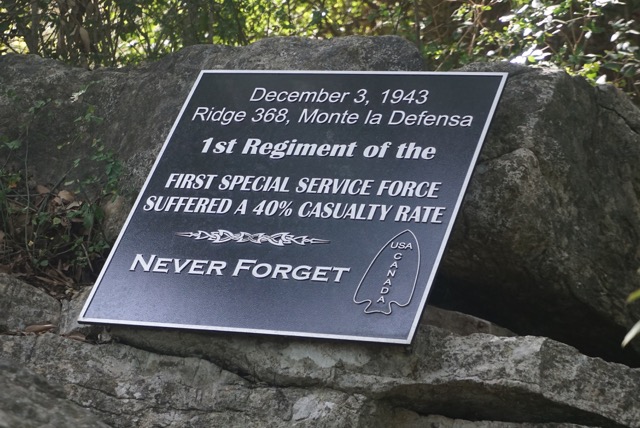 December 3, 1943
Ridge 368, Monte la Defensa
1st Regiment of the
FIRST SPECIAL SERVICE FORCE
SUFFERED A 40% CASUALTY RATE
NEVER FORGET
USA
CANADA